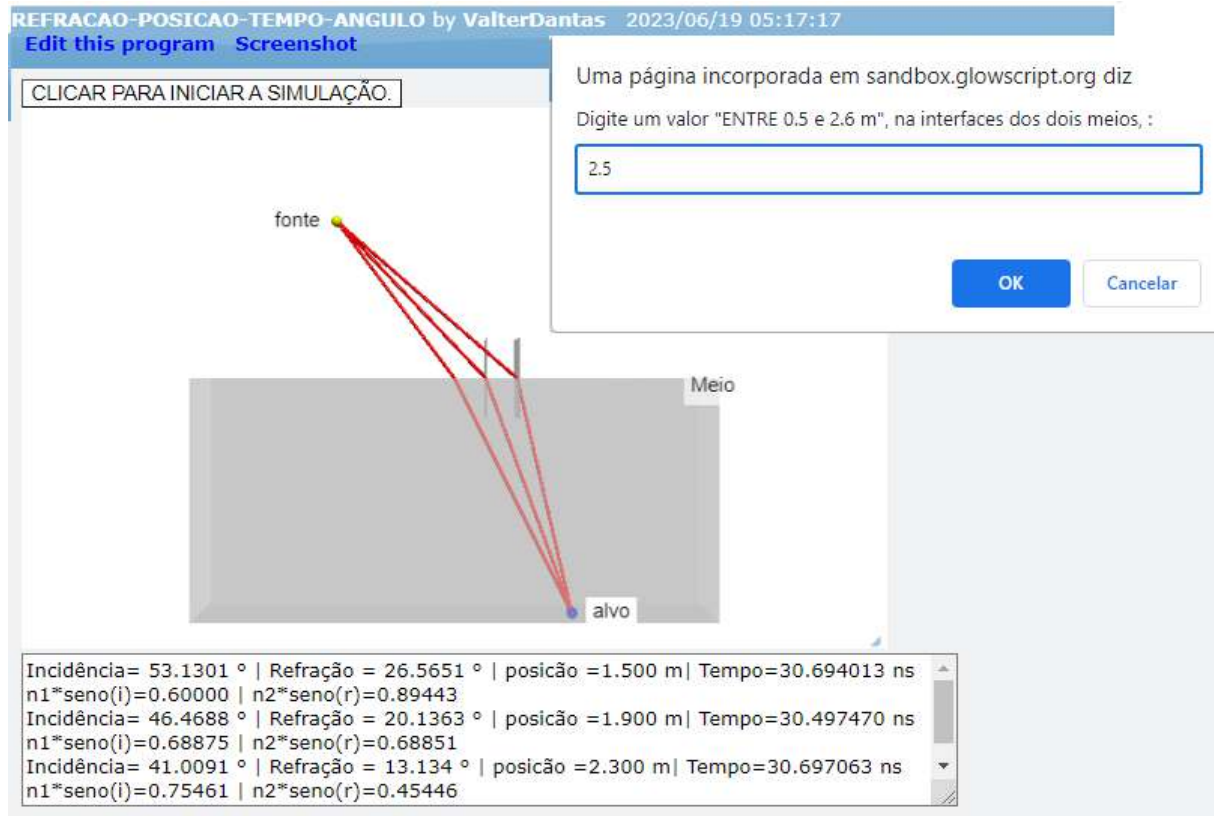 REFRACAO-POSICAO-TEMPO-ANGULO by ValterDantas 2023/06/19 05:17:17
Edit this program Screenshot
CLICAR PARA INICIAR A SIMULAÇÃO.
Uma página incorporada em sandbox.glowscript.org diz
Digite um valor "ENTRE 0.5 e 2.6 m", na interfaces dos dois meios, :
2.5
OK Cancelar
fonte
Meio
alvo
Incidência= 53.1301 º | Refração = 26.5651 º | posicão =1.500 m| Tempo=30.694013 ns
n1*seno(i)=0.60000 | n2*seno(r)=0.89443
Incidência= 46.4688 º | Refração = 20.1363 º | posicão =1.900 m| Tempo=30.497470 ns
n1*seno(i)=0.68875 | n2*seno(r)=0.68851
Incidência= 41.0091 º | Refração = 13.134 º | posicão =2.300 m| Tempo=30.697063 ns
n1*seno(i)=0.75461 | n2*seno(r)=0.45446